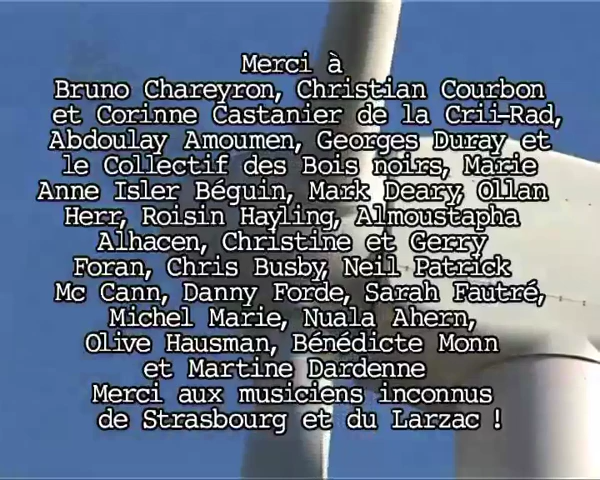 Merci à
Bruno Chareyron, Christian Courbon
et Corinne Castanier de la Crii-Rad,
Abdoulay Amoumen, Georges Duray et
le Collectif des Bois noirs, Marie
Anne Isler Béguin, Mark Deary, Ollan
Herr, Roisin Hayling, Almoustapha
Alhacen, Christine et Gerry
Foran, Chris Busby, Neil Patrick
Mc Cann, Danny Forde, Sarah Fautré,
Michel Marie, Nuala Ahern,
Olive Hausman, Bénédicte Monn
et Martine Dardenne
Merci aux musiciens inconnus
de Strasbourg et du Larzac !